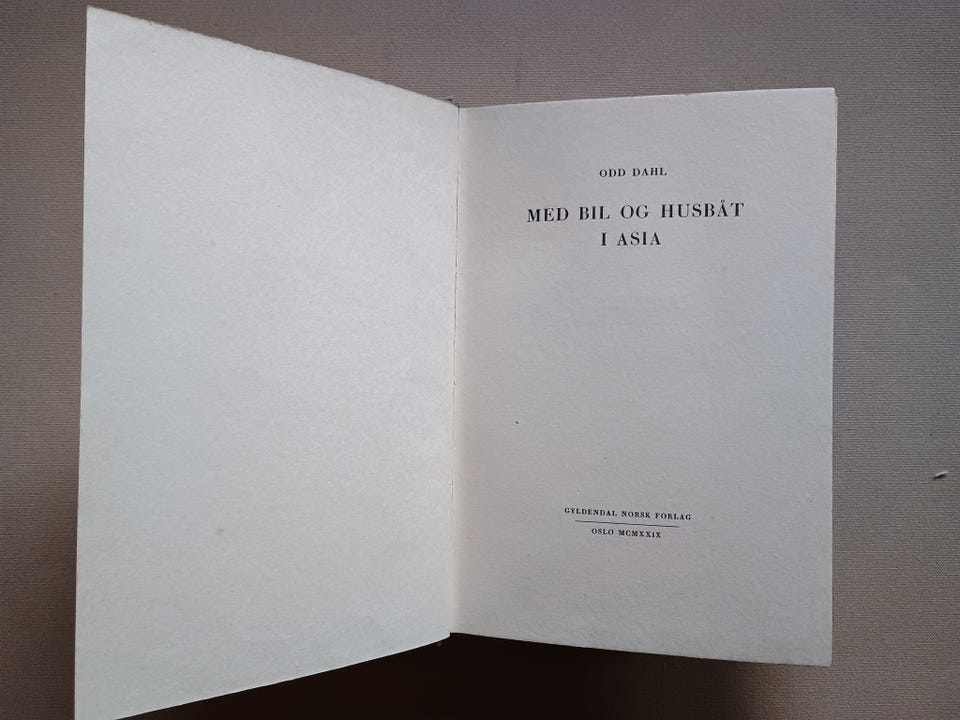 ODD DAHL
MED BIL OG HUSBÅT
I ASIA
GYLDENDAL NORSK FORLAG
OSLO MCMXXIX